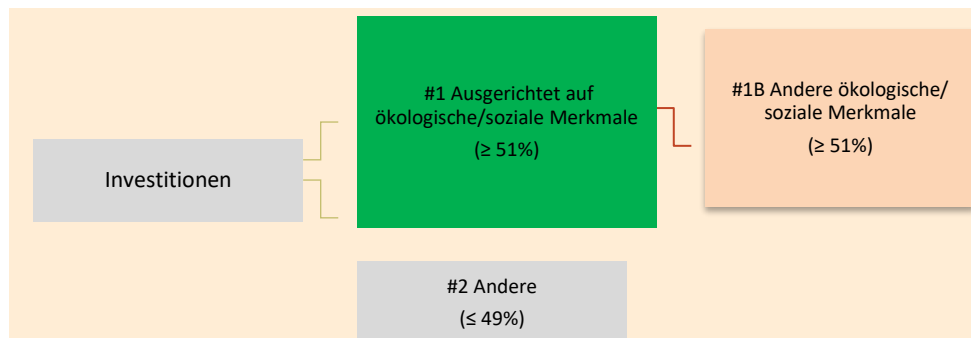 Investitionen
#1 Ausgerichtet auf
ökologische/soziale Merkmale
(≥ 51%)
#1B Andere ökologische/
soziale Merkmale
(≥ 51%)
#2 Andere
(≤ 49%)